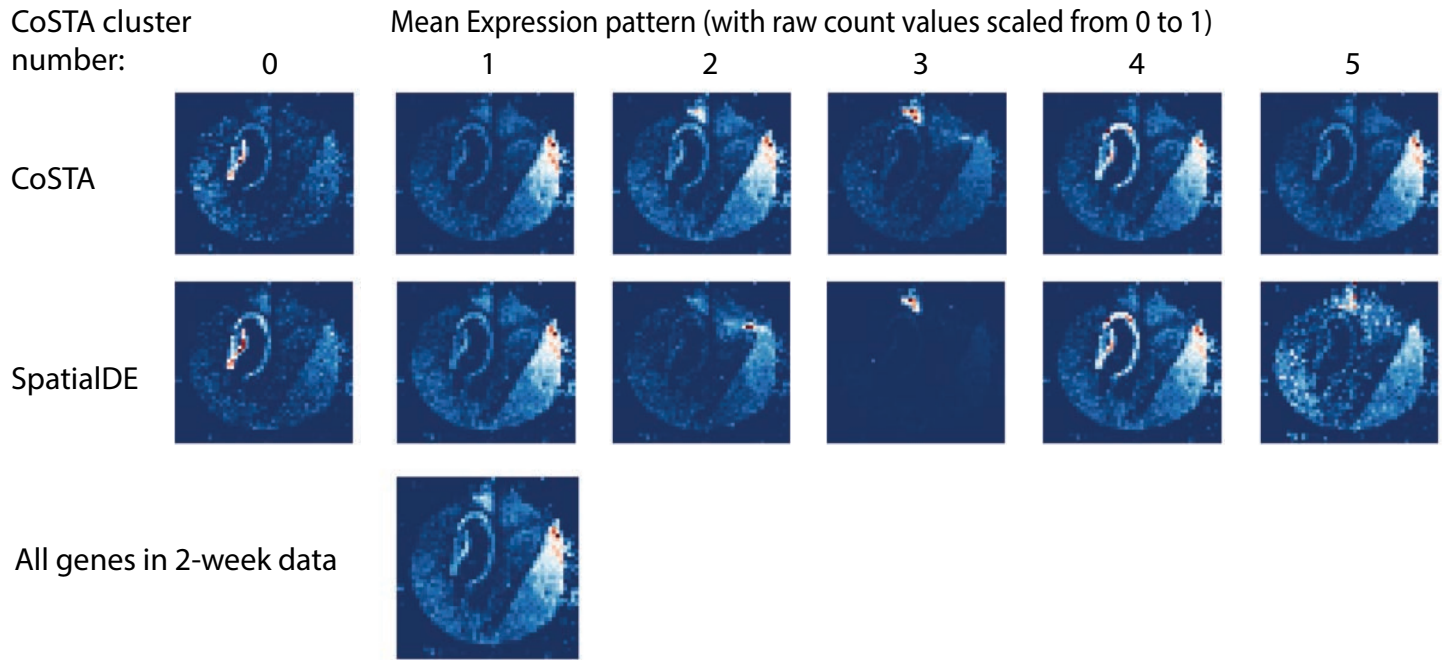 CoSTA cluster
number:
Mean Expression pattern (with raw count values scaled from 0 to 1)
0 1 2 3 4 5
CoSTA
SpatialDE
All genes in 2-week data